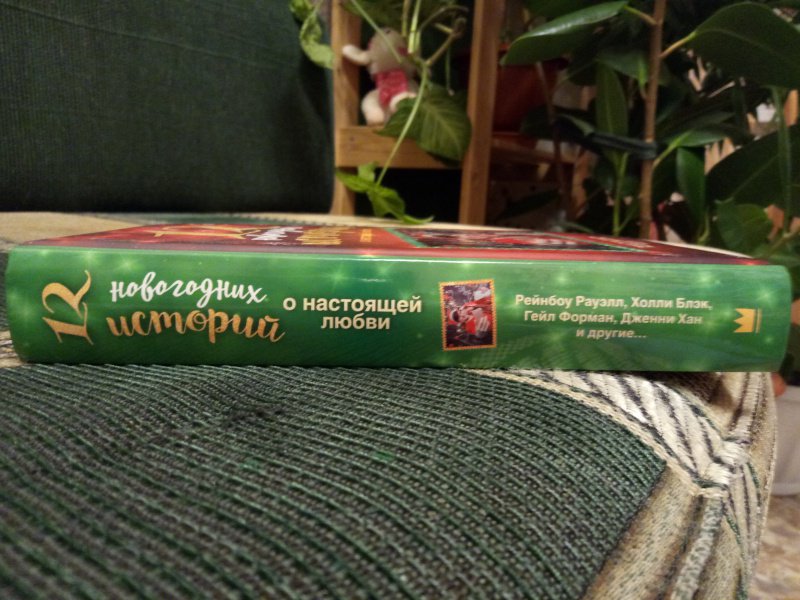 12 новогодних
историй
о настоящей
любви
Рейнбоу Рауэлл, Холли Блэк,
Гейл Форман, Дженни Хан
и другие...